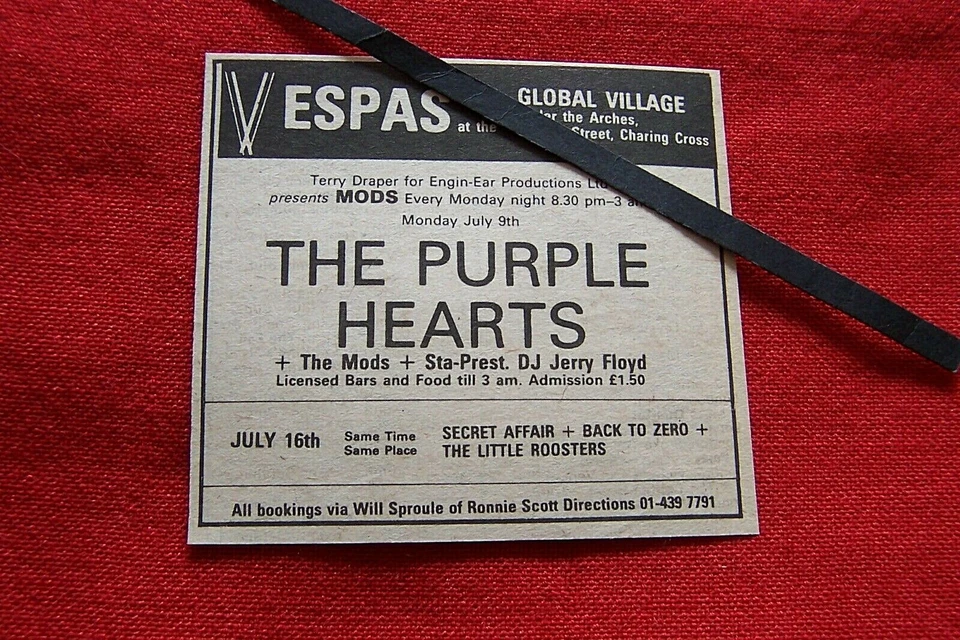 VESPAS at the GLOBAL VILLAGE
the Arches,
Street, Charing Cross
Terry Draper for Engin-Ear Productions Ltd
presents MODS Every Monday night 8.30 pm–3
Monday July 9th
THE PURPLE
HEARTS
+ The Mods + Sta-Prest. DJ Jerry Floyd
Licensed Bars and Food till 3 am. Admission £1.50
JULY 16th
Same Time
Same Place
SECRET AFFAIR + BACK TO ZERO +
THE LITTLE ROOSTERS
All bookings via Will Sproule of Ronnie Scott Directions 01-439 7791